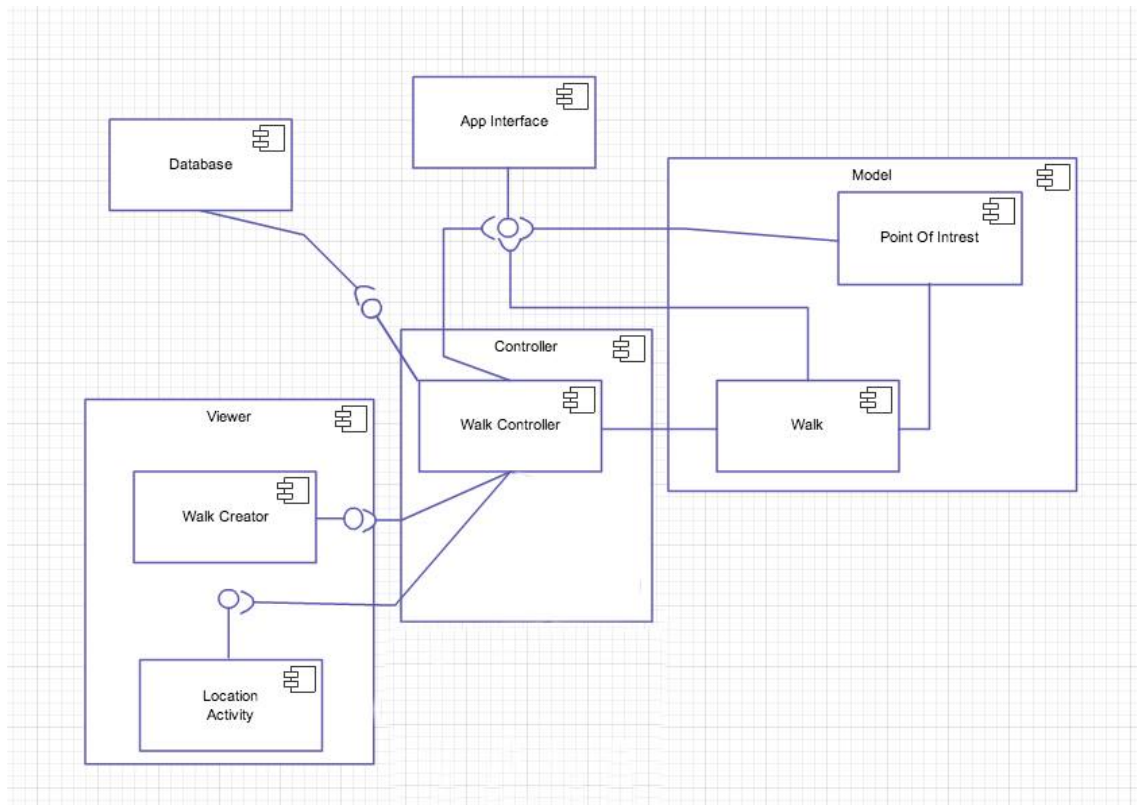 App Interface
Database
Model
Point Of Intrest
Controller
Walk Controller
Walk
Viewer
Walk Creator
Location
Activity